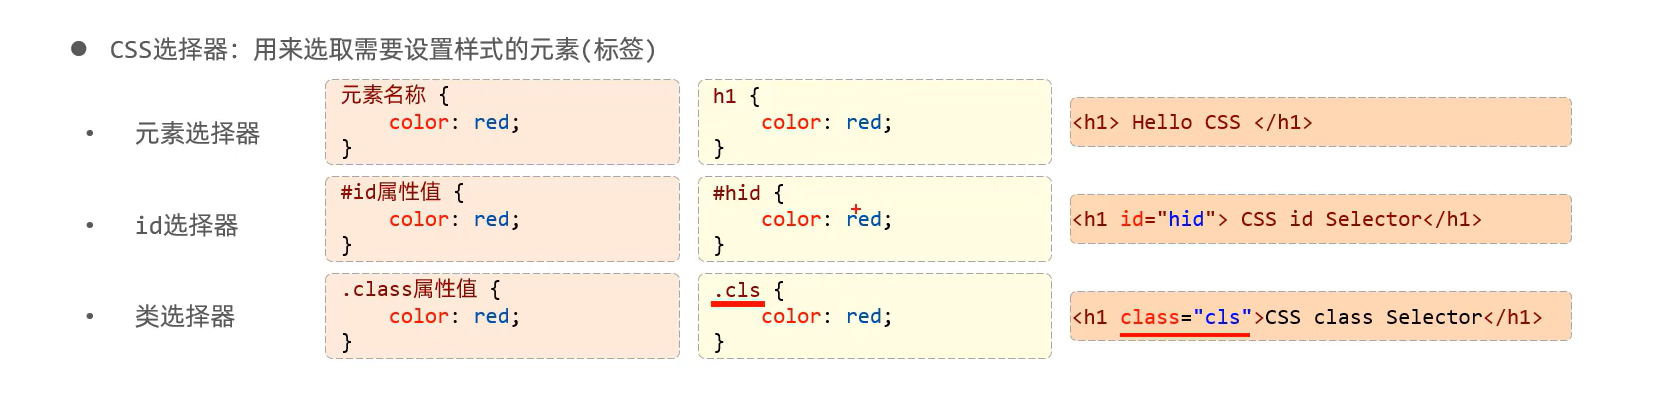 ● CSS选择器：用来选取需要设置样式的元素(标签)
• 元素选择器
元素名称 {
color: red;
}
h1 {
color: red;
}
<h1> Hello CSS </h1>
• id选择器
#id属性值 {
color: red;
}
#hid {
color: red;
}
<h1 id="hid"> CSS id Selector</h1>
• 类选择器
.class属性值 {
color: red;
}
.cls {
color: red;
}
<h1 class="cls">CSS class Selector</h1>